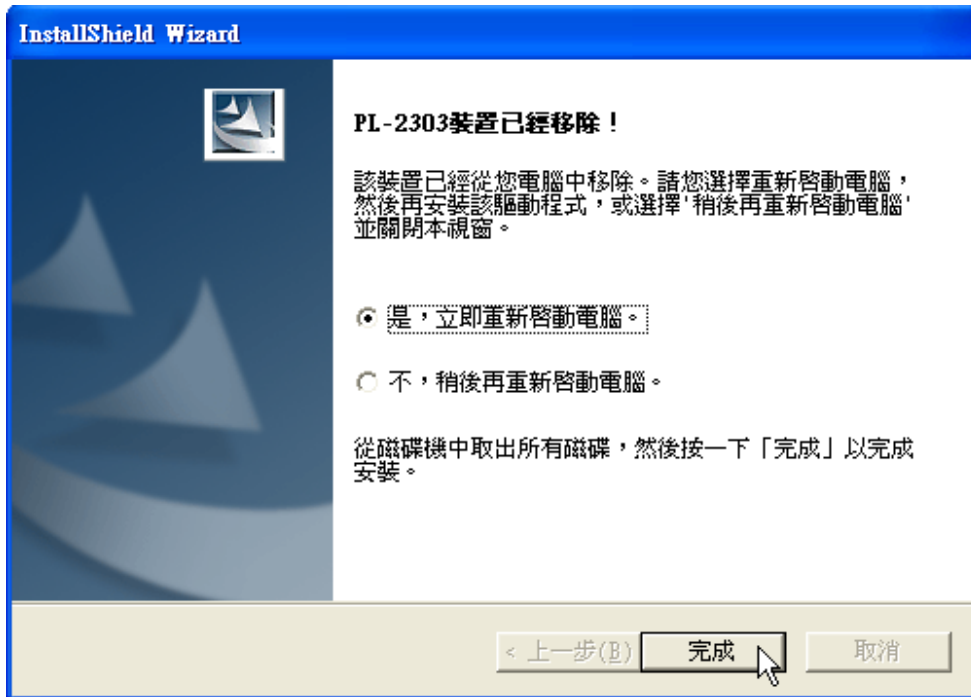 InstallShield Wizard
PL-2303裝置已經移除！
該裝置已經從您電腦中移除。請您選擇重新啓動電腦，
然後再安裝該驅動程式，或選擇'稍後再重新啓動電腦'
並關閉本視窗。
是，立即重新啓動電腦。
不，稍後再重新啓動電腦。
從磁碟機中取出所有磁碟，然後按一下「完成」以完成
安裝。
< 上一步(B)
完成
取消